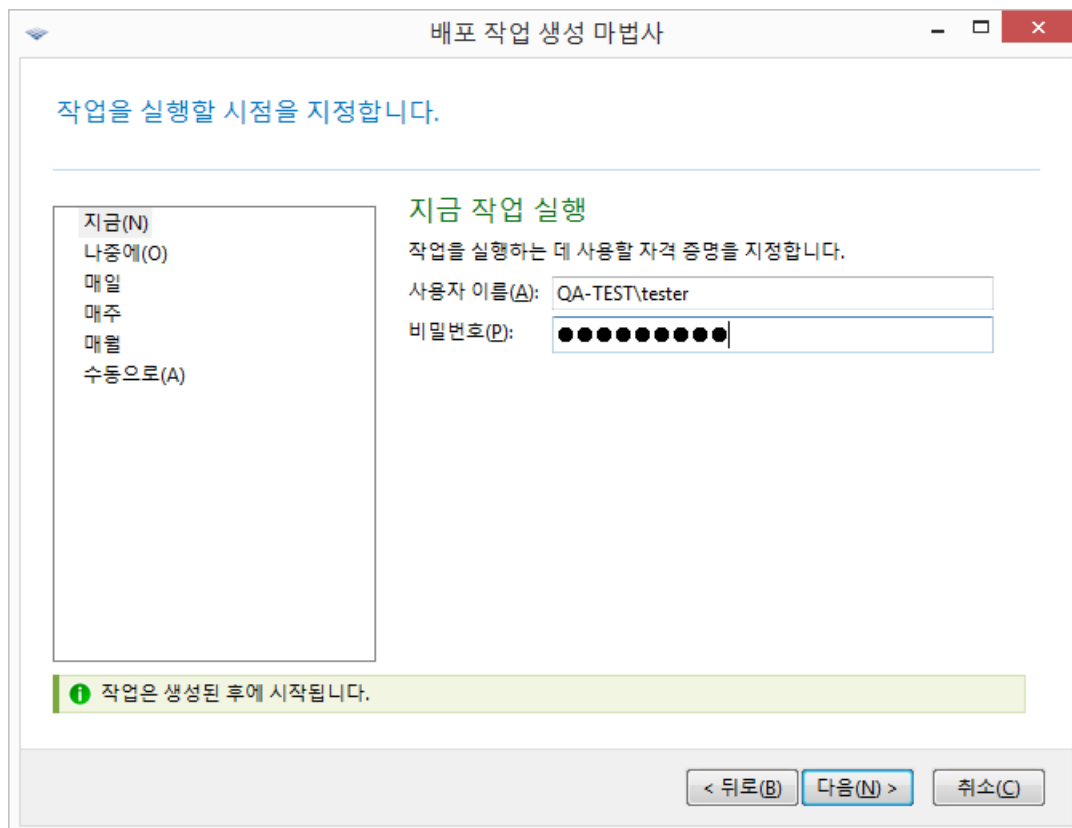 배포 작업 생성 마법사
작업을 실행할 시점을 지정합니다.
지금(N)
나중에(O)
매일
매주
매월
수동으로(A)
지금 작업 실행
작업을 실행하는 데 사용할 자격 증명을 지정합니다.
사용자 이름(A): QA-TEST\tester
비밀번호(P): ●●●●●●●●●
작업은 생성된 후에 시작됩니다.
< 뒤로(B) 다음(N) > 취소(C)